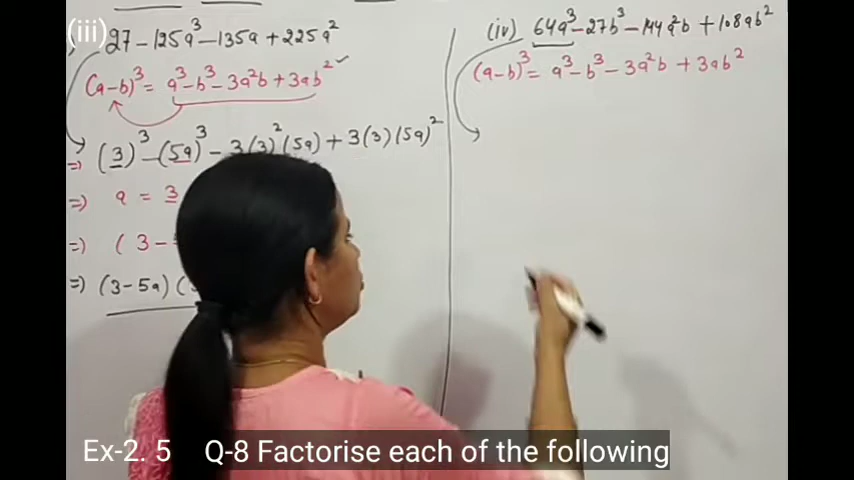 (iii) 27 - 125a³ - 135a + 225a²
(a-b)³ = a³ - b³ - 3a²b + 3ab² ✓
⇒ (3)³ - (5a)³ - 3(3)²(5a) + 3(3)(5a)²
⇒ a = 3
⇒ (3-
⇒ (3-5a) (
(iv) 64a³ - 27b³ - 144a²b + 108ab²
(a-b)³ = a³ - b³ - 3a²b + 3ab²
Ex-2. 5 Q-8 Factorise each of the following